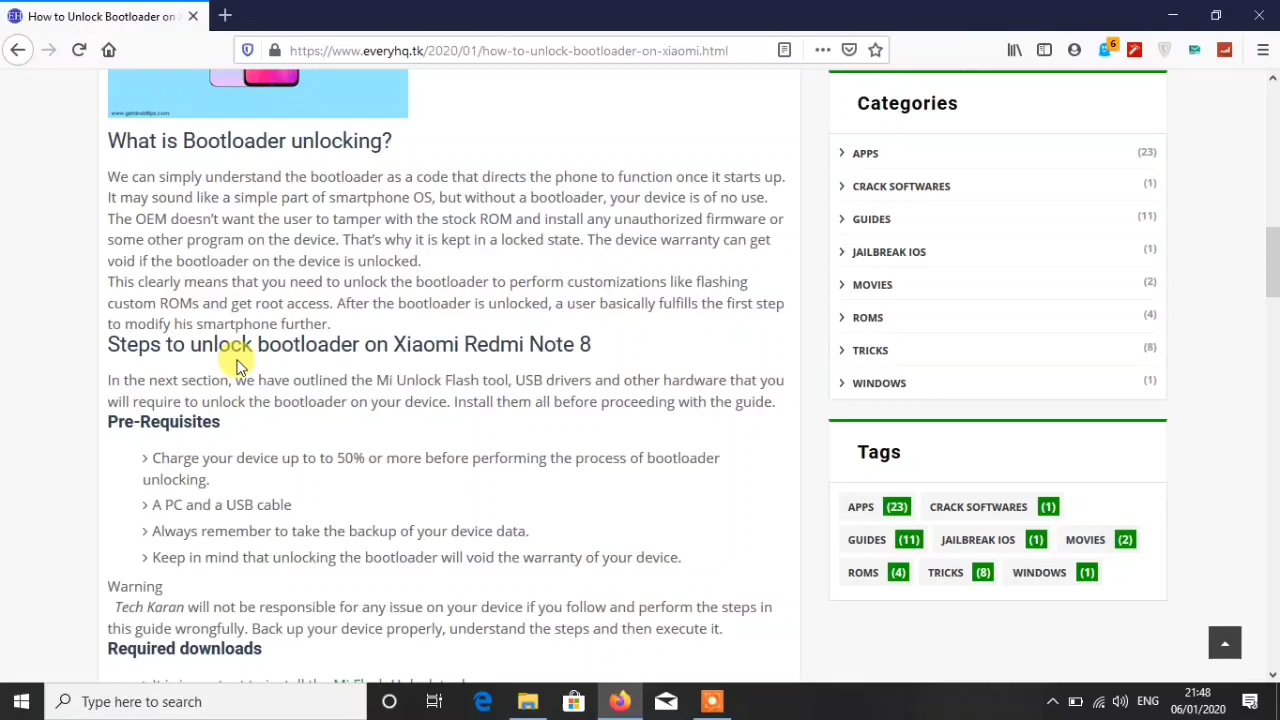 How to Unlock Bootloader on
https://www.everyhq.tk/2020/01/how-to-unlock-bootloader-on-xiaomi.html
6
www.getdroidtips.com
What is Bootloader unlocking?
We can simply understand the bootloader as a code that directs the phone to function once it starts up.
It may sound like a simple part of smartphone OS, but without a bootloader, your device is of no use.
The OEM doesn't want the user to tamper with the stock ROM and install any unauthorized firmware or
some other program on the device. That's why it is kept in a locked state. The device warranty can get
void if the bootloader on the device is unlocked.
This clearly means that you need to unlock the bootloader to perform customizations like flashing
custom ROMs and get root access. After the bootloader is unlocked, a user basically fulfills the first step
to modify his smartphone further.
Steps to unlock bootloader on Xiaomi Redmi Note 8
In the next section, we have outlined the Mi Unlock Flash tool, USB drivers and other hardware that you
will require to unlock the bootloader on your device. Install them all before proceeding with the guide.
Pre-Requisites
Charge your device up to to 50% or more before performing the process of bootloader
unlocking.
A PC and a USB cable
Always remember to take the backup of your device data.
Keep in mind that unlocking the bootloader will void the warranty of your device.
Warning
Tech Karan will not be responsible for any issue on your device if you follow and perform the steps in
this guide wrongfully. Back up your device properly, understand the steps and then execute it.
Required downloads
Categories
APPS (23)
CRACK SOFTWARES (1)
GUIDES (11)
JAILBREAK IOS (1)
MOVIES (2)
ROMS (4)
TRICKS (8)
WINDOWS (1)
Tags
APPS (23) CRACK SOFTWARES (1)
GUIDES (11) JAILBREAK IOS (1) MOVIES (2)
ROMS (4) TRICKS (8) WINDOWS (1)
Type here to search
ENG
21:48
06/01/2020